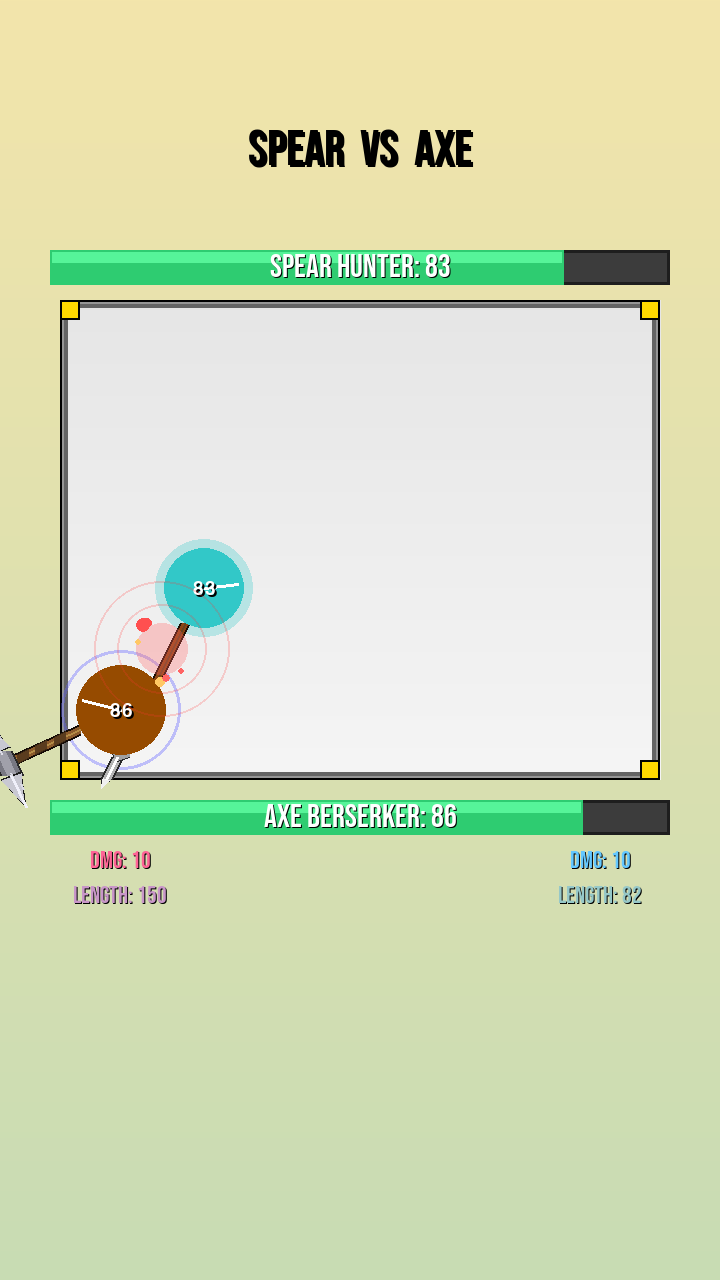 SPEAR VS AXE
SPEAR HUNTER: 83
83
86
AXE BERSERKER: 86
DMG: 10
DMG: 10
LENGTH: 150
LENGTH: 82